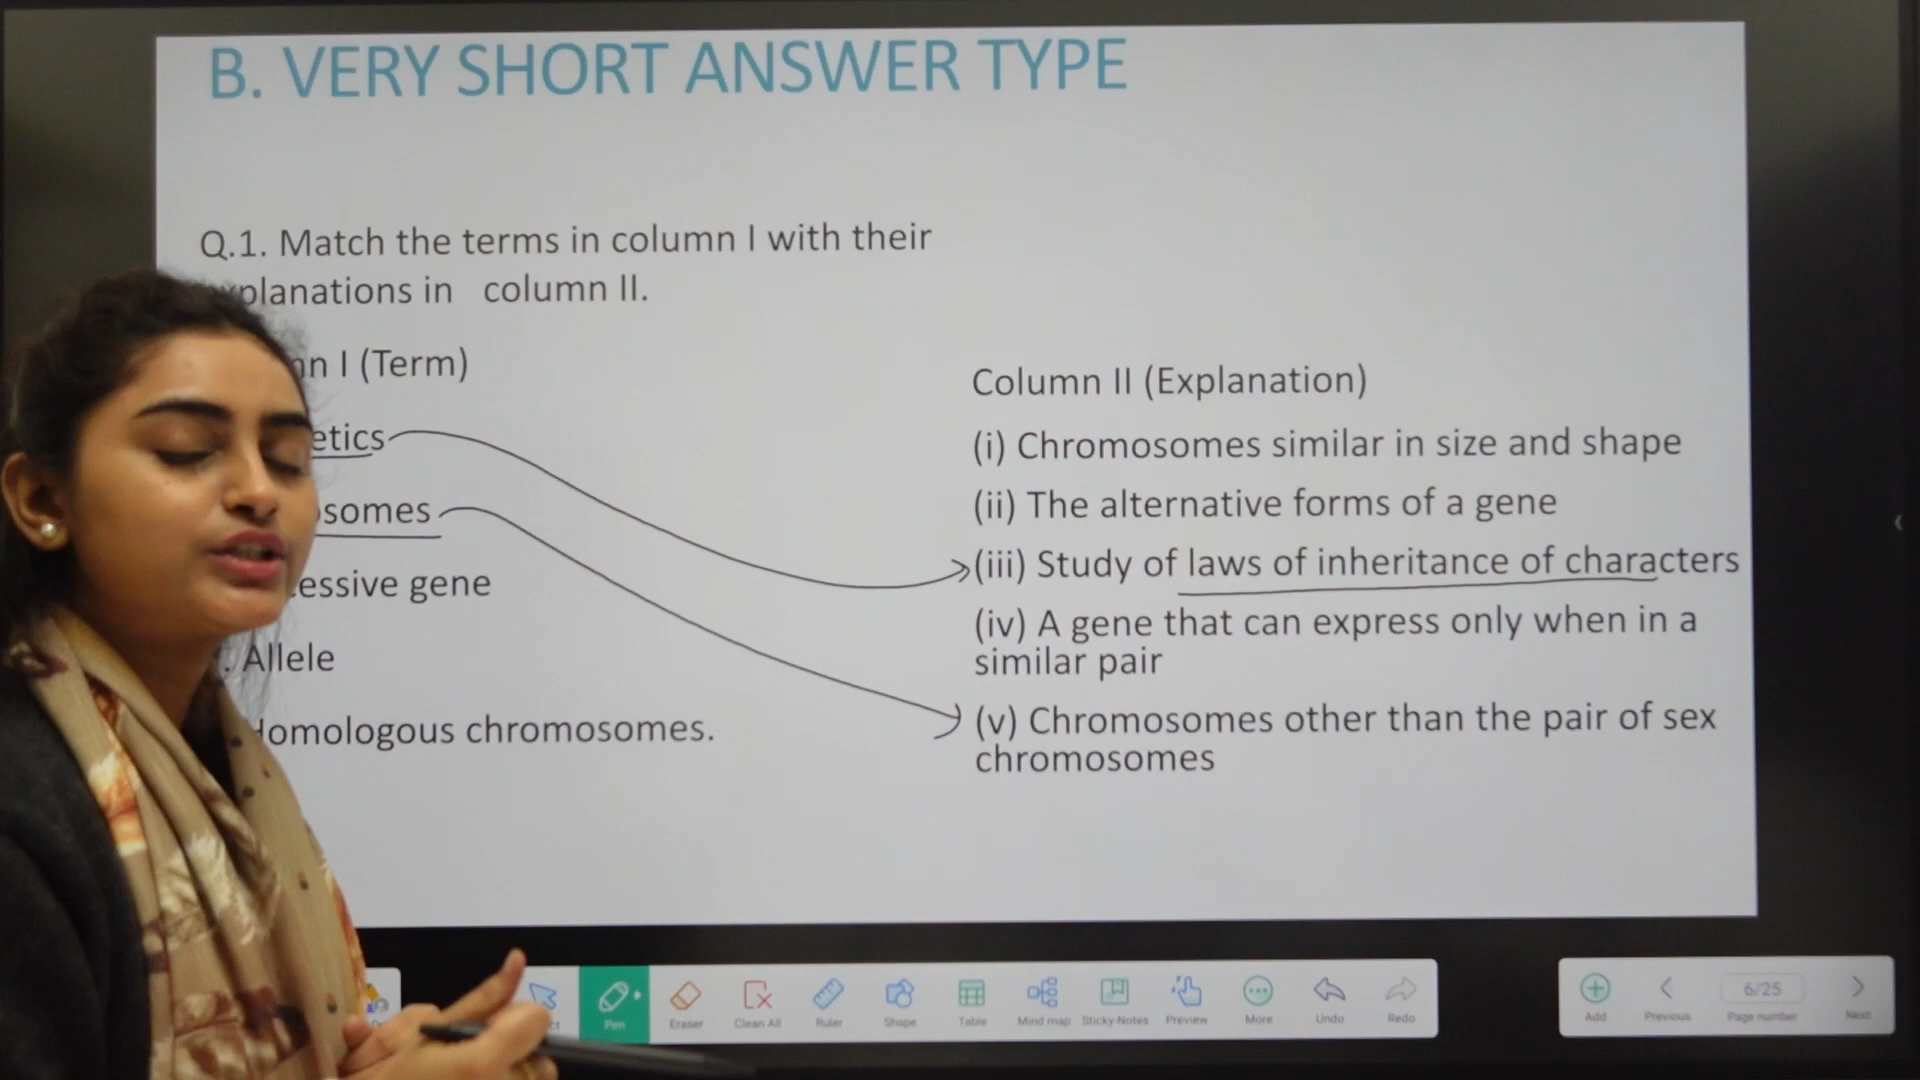 B. VERY SHORT ANSWER TYPE
Q.1. Match the terms in column I with their
planations in column II.
n I (Term)
etics
somes
essive gene
. Allele
omologous chromosomes.
Column II (Explanation)
(i) Chromosomes similar in size and shape
(ii) The alternative forms of a gene
(iii) Study of laws of inheritance of characters
(iv) A gene that can express only when in a
similar pair
(v) Chromosomes other than the pair of sex
chromosomes
Pen
Eraser
Clean All
Ruler
Shape
Table
Mind map
Sticky Notes
Preview
More
Undo
Redo
Add
Previous
6/25
Page number
Next